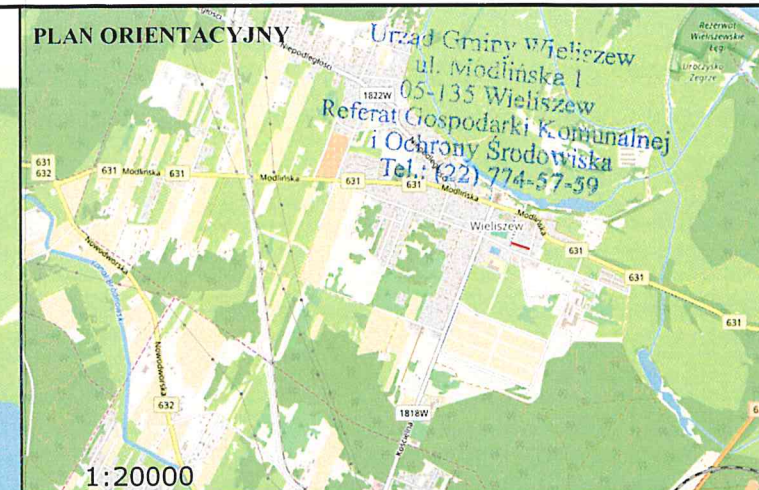 PLAN ORIENTACYJNY
Urząd Gminy Wieliszew
ul. Modlińska 1
05-135 Wieliszew
Referat Gospodarki Komunalnej
i Ochrony Środowiska
Tel.: (22) 774-57-59
Niepodległości
1822W
Rezerwat
Wieliszewskie
Łęgi
Uroczysko
Zegrze
631
632
631 Modlińska 631
Modlińska
631
631
Modlińska
Modlińska
Wieliszew
631
631
631
Nowodworska
Nowodworska
632
1818W
Kościelna
1:20000